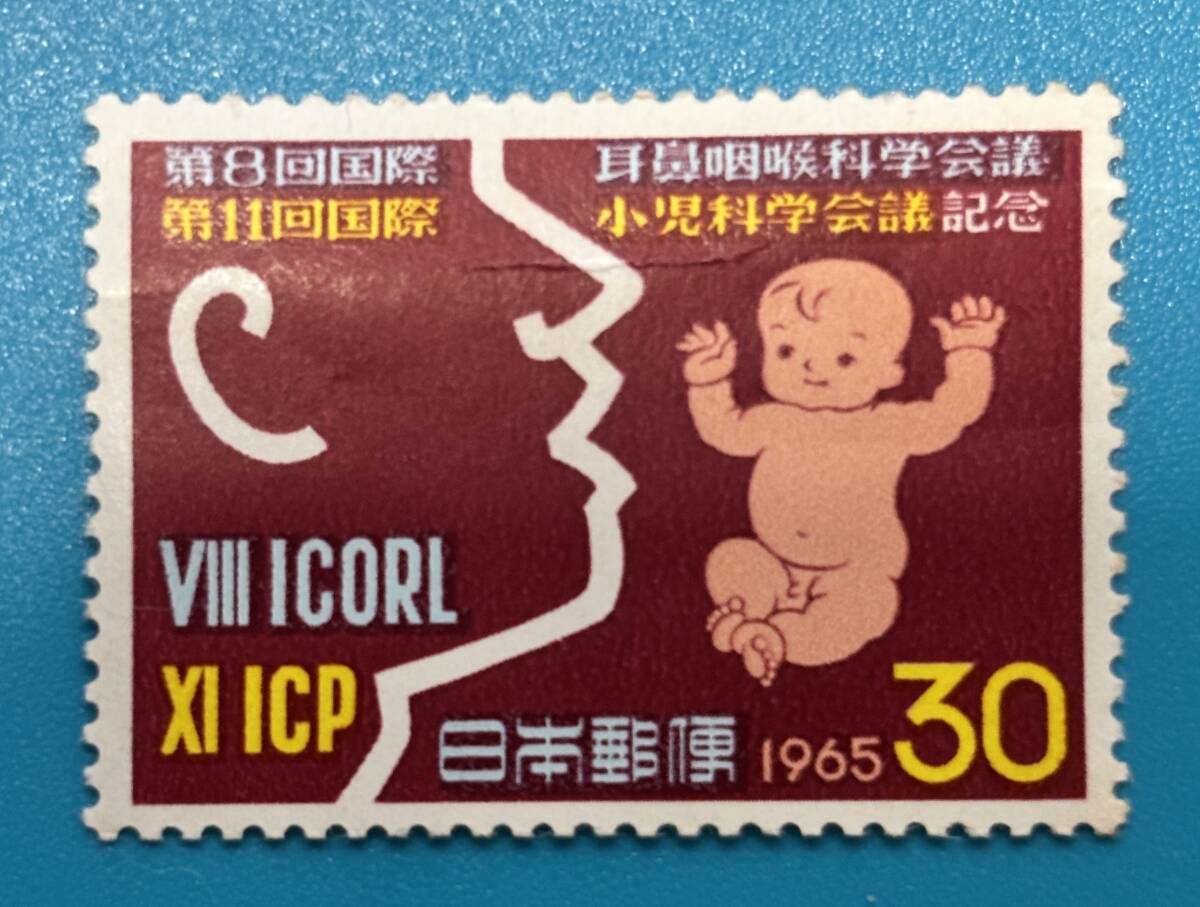 第8回国際 耳鼻咽喉科学会議
第11回国際 小児科学会議記念
VIII ICORL
XI ICP
日本郵便 1965 30